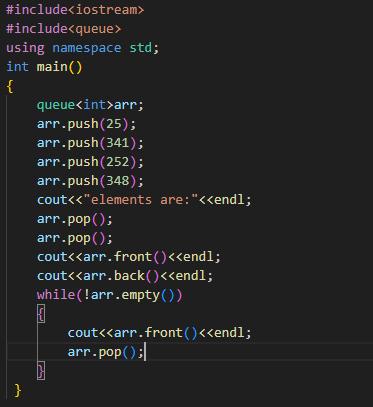 #include<iostream>
#include<queue>
using namespace std;
int main()
{
    queue<int>arr;
    arr.push(25);
    arr.push(341);
    arr.push(252);
    arr.push(348);
    cout<<"elements are:"<<endl;
    arr.pop();
    arr.pop();
    cout<<arr.front()<<endl;
    cout<<arr.back()<<endl;
    while(!arr.empty())
    {
        cout<<arr.front()<<endl;
        arr.pop();
    }
}